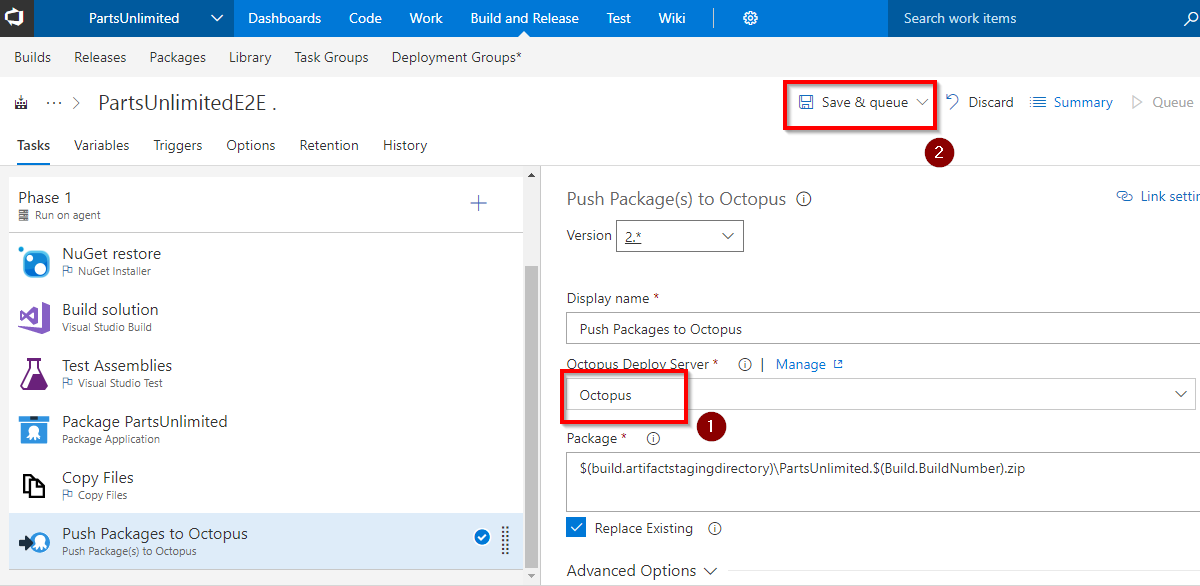 PartsUnlimited Dashboards Code Work Build and Release Test Wiki Search work items
Builds Releases Packages Library Task Groups Deployment Groups*
... > PartsUnlimitedE2E . Save & queue Discard Summary Queue
2
Tasks Variables Triggers Options Retention History
Phase 1
Run on agent
NuGet restore
NuGet Installer
Build solution
Visual Studio Build
Test Assemblies
Visual Studio Test
Package PartsUnlimited
Package Application
Copy Files
Copy Files
Push Packages to Octopus
Push Package(s) to Octopus
Push Package(s) to Octopus Link settin
Version 2.*
Display name *
Push Packages to Octopus
Octopus Deploy Server * | Manage
Octopus
1
Package *
$(build.artifactstagingdirectory)\PartsUnlimited.$(Build.BuildNumber).zip
Replace Existing
Advanced Options